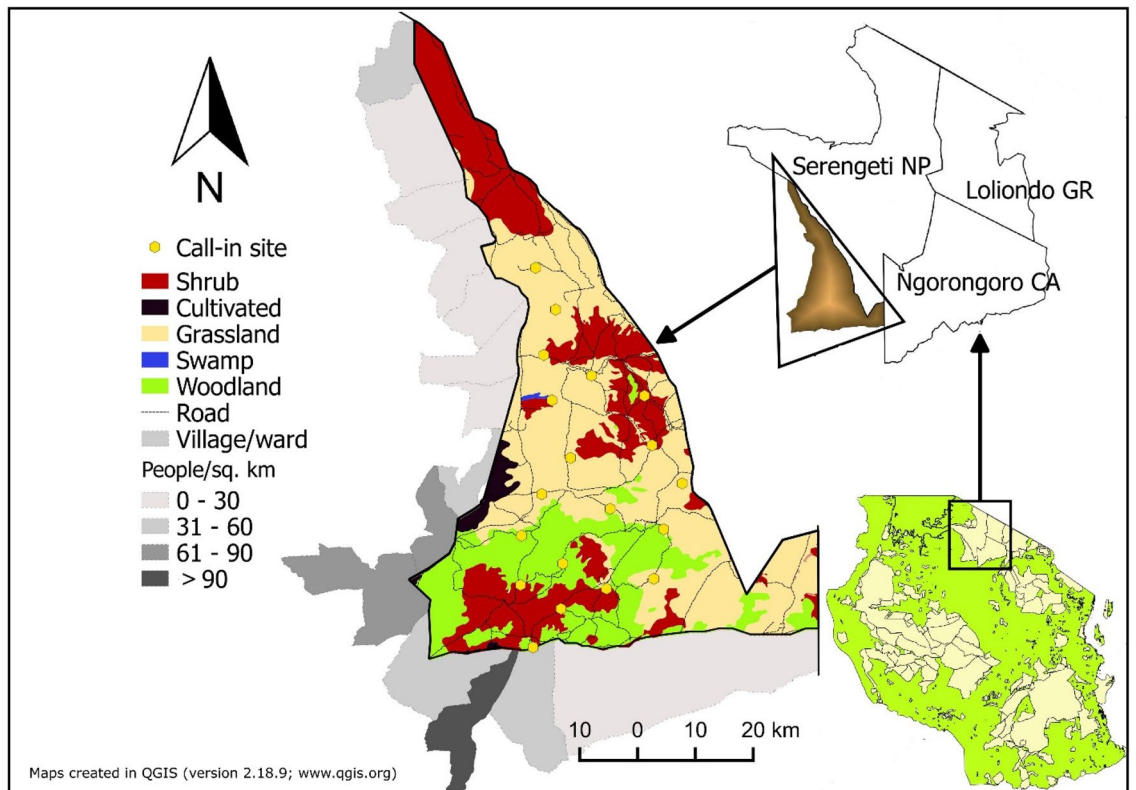 N
Call-in site
Shrub
Cultivated
Grassland
Swamp
Woodland
Road
Village/ward
People/sq. km
0 - 30
31 - 60
61 - 90
> 90
Serengeti NP
Loliondo GR
Ngorongoro CA
10 0 10 20 km
Maps created in QGIS (version 2.18.9; www.qgis.org)